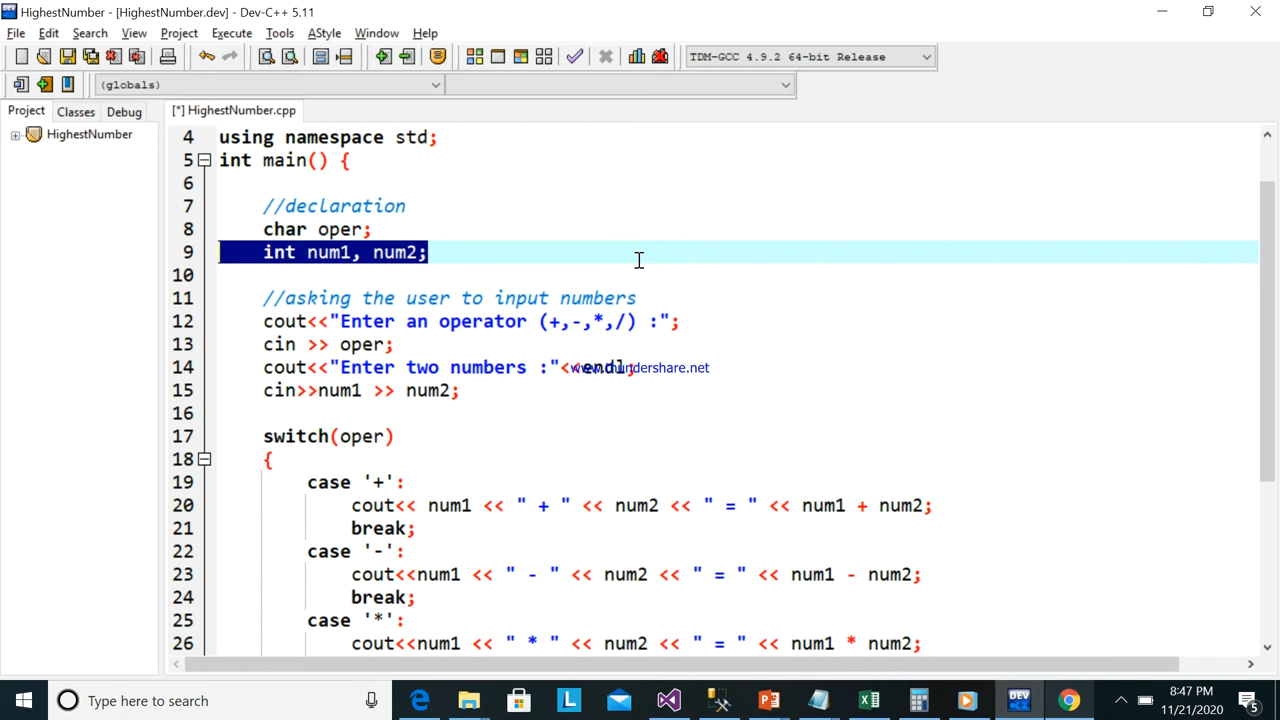 HighestNumber - [HighestNumber.dev] - Dev-C++ 5.11
File Edit Search View Project Execute Tools AStyle Window Help
TDM-GCC 4.9.2 64-bit Release
(globals)
Project Classes Debug [*] HighestNumber.cpp
HighestNumber
4 using namespace std;
5 int main() {
6
7 //declaration
8 char oper;
9 int num1, num2;
10
11 //asking the user to input numbers
12 cout<<"Enter an operator (+,-,*,/) :";
13 cin >> oper;
14 cout<<"Enter two numbers :"<<endl;
www.thundershare.net
15 cin>>num1 >> num2;
16
17 switch(oper)
18 {
19 case '+':
20 cout<< num1 << " + " << num2 << " = " << num1 + num2;
21 break;
22 case '-':
23 cout<<num1 << " - " << num2 << " = " << num1 - num2;
24 break;
25 case '*':
26 cout<<num1 << " * " << num2 << " = " << num1 * num2;
Type here to search
DEV
8:47 PM
11/21/2020
5